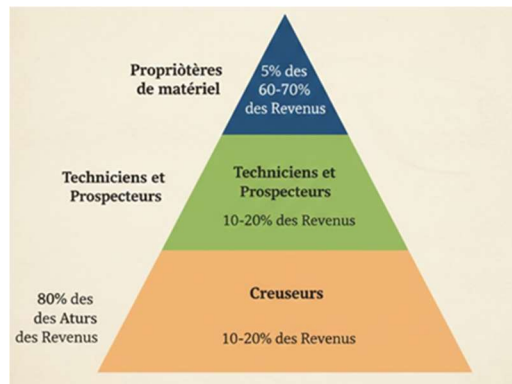 Propriòtères
de matériel
5% des
60-70%
des Revenus
Techniciens et
Prospecteurs
Techniciens et
Prospecteurs
10-20% des Revenus
80% des
des Aturs
des Revenus
Creuseurs
10-20% des Revenus